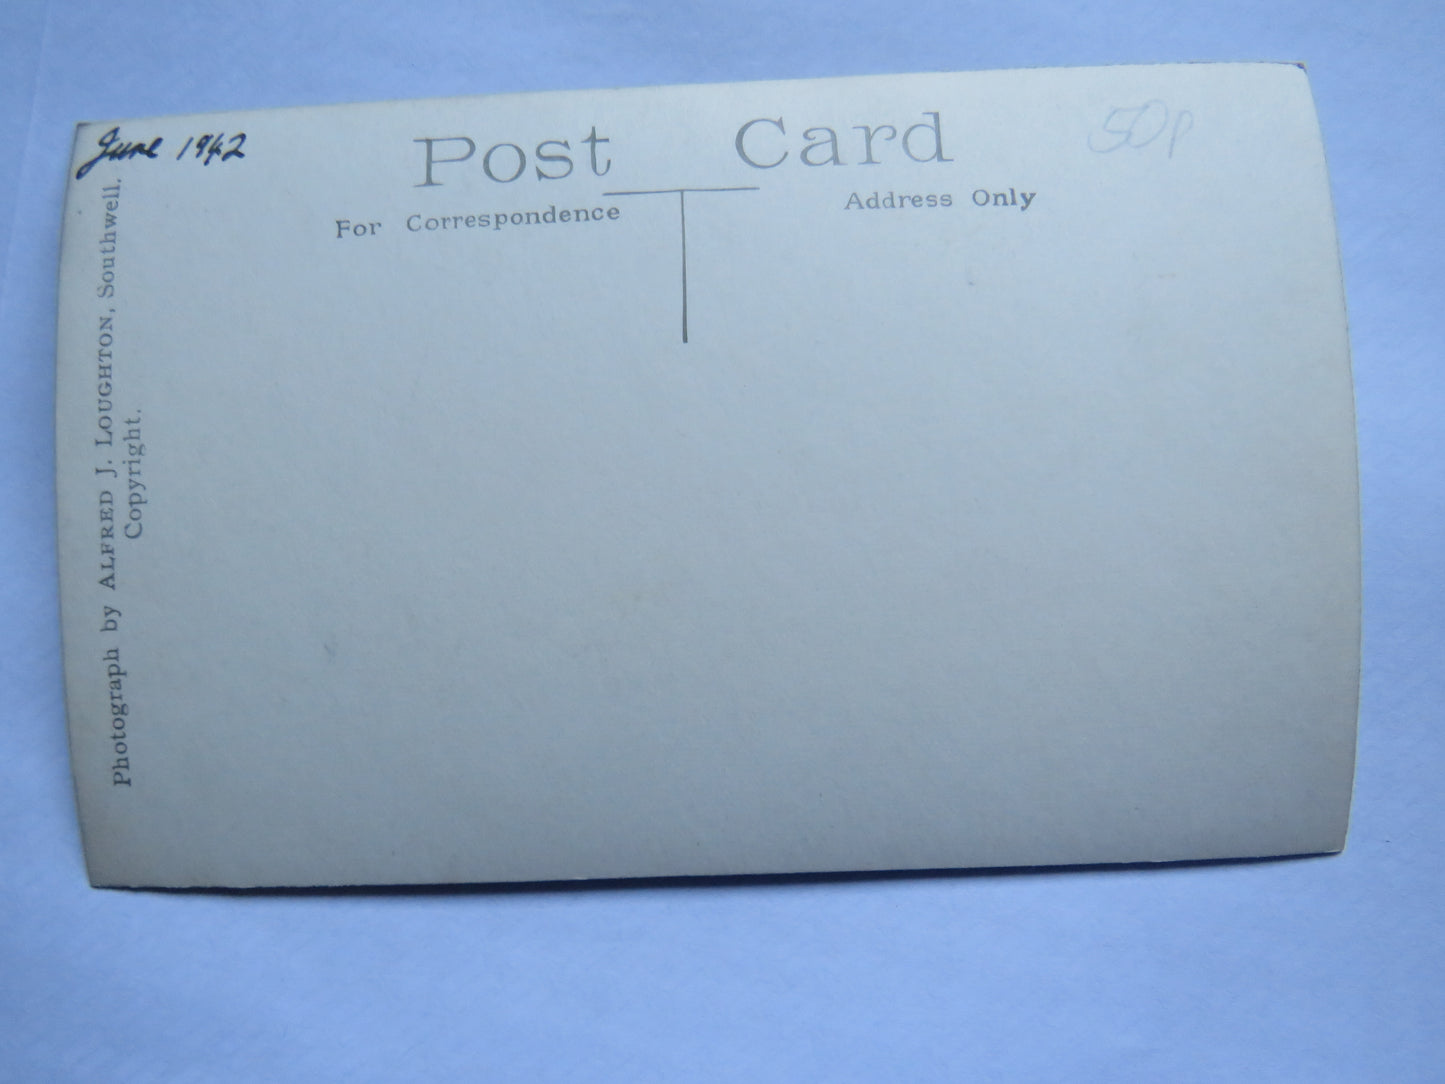 June 1942
Post Card
50p
For Correspondence
Address Only
Photograph by ALFRED J. LOUGHTON, Southwell.
Copyright.